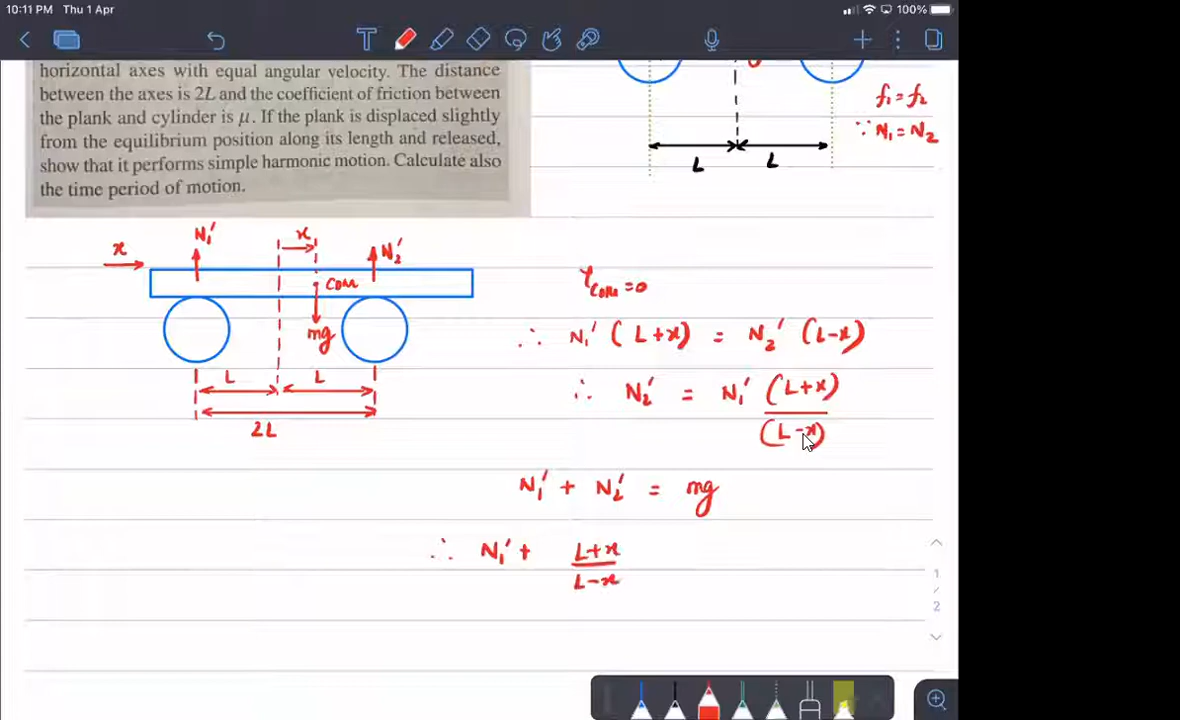 10:11 PM Thu 1 Apr
100%
T
horizontal axes with equal angular velocity. The distance
between the axes is 2L and the coefficient of friction between
the plank and cylinder is μ. If the plank is displaced slightly
from the equilibrium position along its length and released,
show that it performs simple harmonic motion. Calculate also
the time period of motion.
f₁ = f₂
∵ N₁ = N₂
L L
x N₁' x N₂'
COM
mg
L L
2L
τCOM = 0
∴ N₁' (L+x) = N₂' (L-x)
∴ N₂' = N₁' (L+x)
(L-x)
N₁' + N₂' = mg
∴ N₁' + L+x
L-x
1
/
2